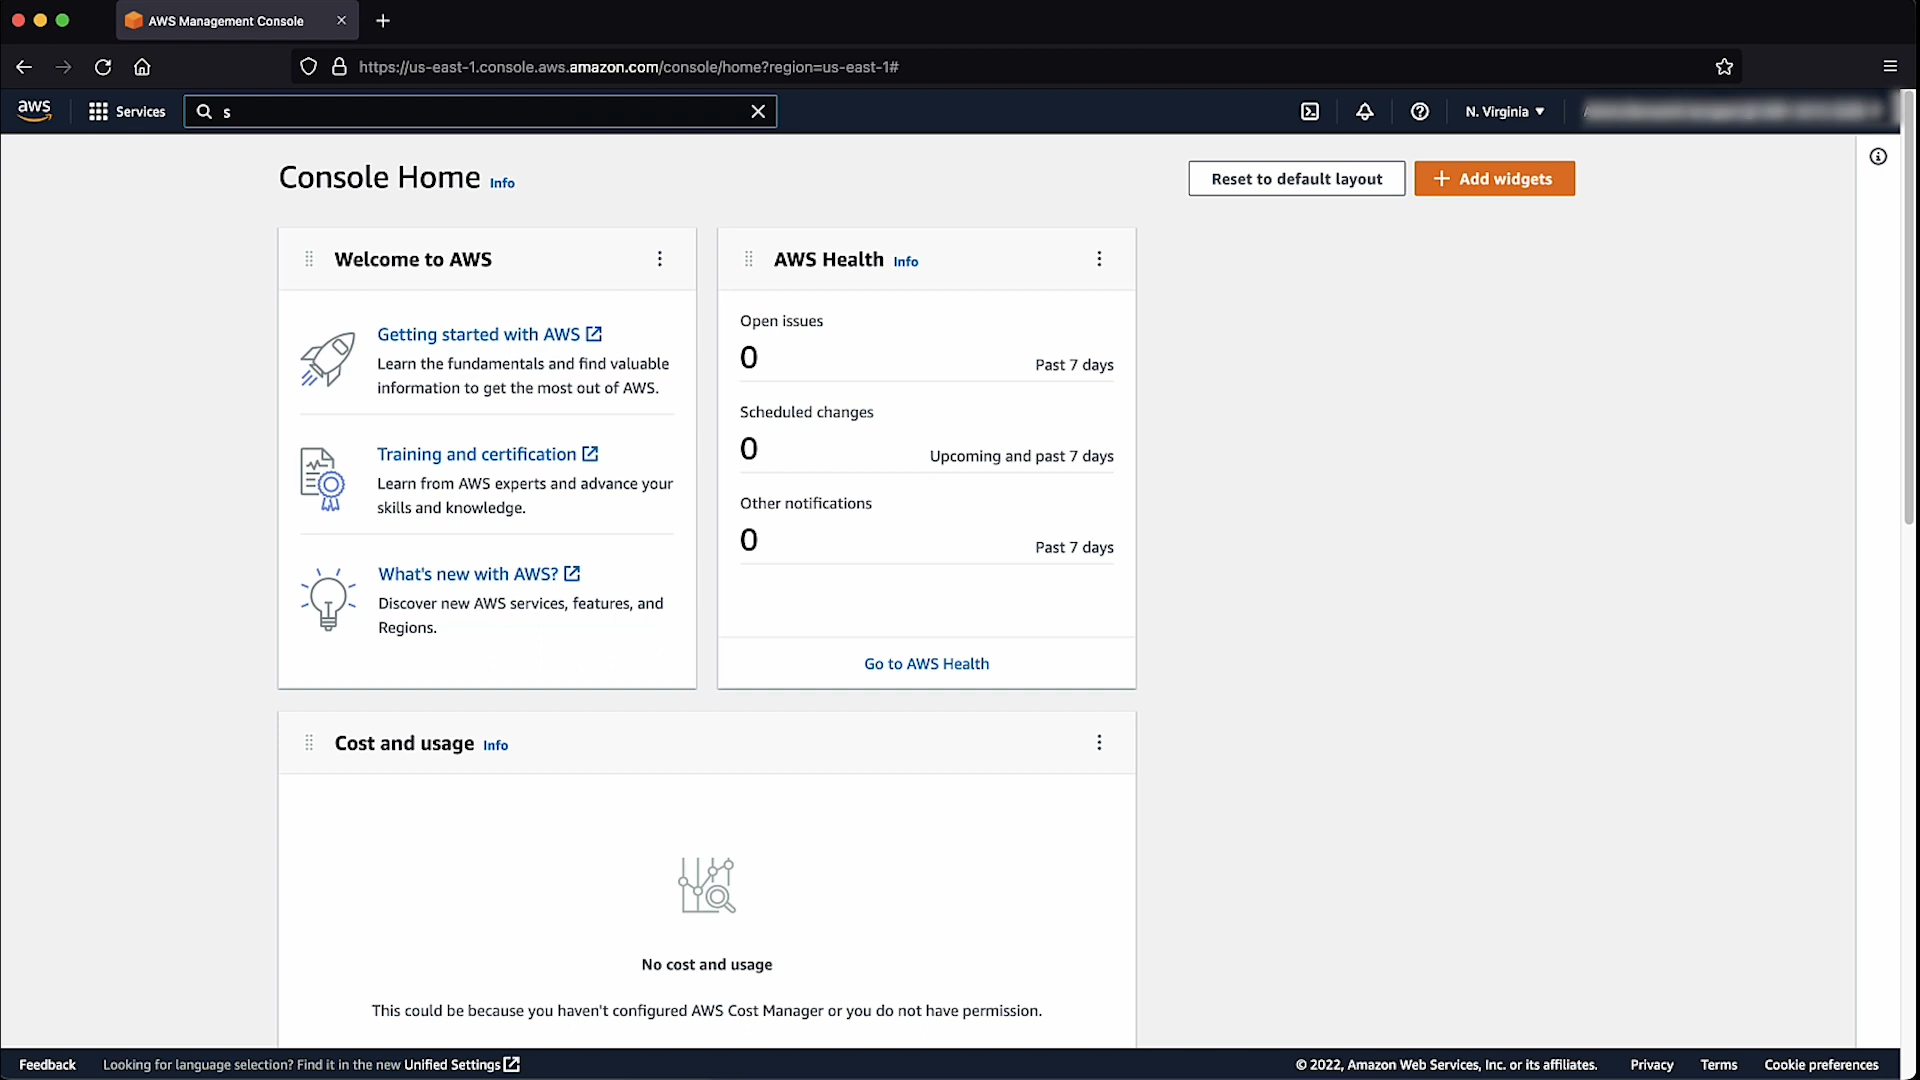 AWS Management Console
https://us-east-1.console.aws.amazon.com/console/home?region=us-east-1#
aws
Services
s
N. Virginia
Console Home Info
Reset to default layout
Add widgets
Welcome to AWS
Getting started with AWS
Learn the fundamentals and find valuable
information to get the most out of AWS.
Training and certification
Learn from AWS experts and advance your
skills and knowledge.
What's new with AWS?
Discover new AWS services, features, and
Regions.
AWS Health Info
Open issues
0
Past 7 days
Scheduled changes
0
Upcoming and past 7 days
Other notifications
0
Past 7 days
Go to AWS Health
Cost and usage Info
No cost and usage
This could be because you haven't configured AWS Cost Manager or you do not have permission.
Feedback
Looking for language selection? Find it in the new Unified Settings
© 2022, Amazon Web Services, Inc. or its affiliates.
Privacy
Terms
Cookie preferences